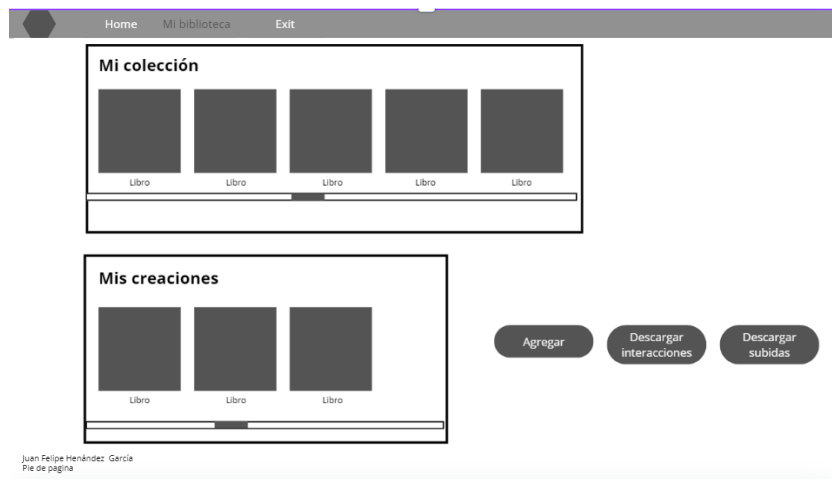 Home Mi biblioteca Exit
Mi colección
Libro Libro Libro Libro Libro
Mis creaciones
Libro Libro Libro
Agregar
Descargar
interacciones
Descargar
subidas
Juan Felipe Henández García
Pie de pagina